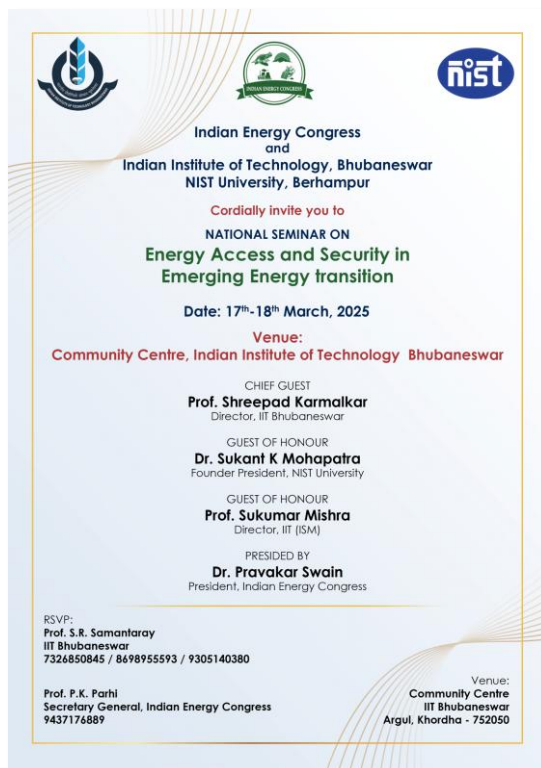 INDIAN ENERGY CONGRESS
nist
Indian Energy Congress
and
Indian Institute of Technology, Bhubaneswar
NIST University, Berhampur
Cordially invite you to
NATIONAL SEMINAR ON
Energy Access and Security in
Emerging Energy transition
Date: 17th-18th March, 2025
Venue:
Community Centre, Indian Institute of Technology Bhubaneswar
CHIEF GUEST
Prof. Shreepad Karmalkar
Director, IIT Bhubaneswar
GUEST OF HONOUR
Dr. Sukant K Mohapatra
Founder President, NIST University
GUEST OF HONOUR
Prof. Sukumar Mishra
Director, IIT (ISM)
PRESIDED BY
Dr. Pravakar Swain
President, Indian Energy Congress
RSVP:
Prof. S.R. Samantaray
IIT Bhubaneswar
7326850845 / 8698955593 / 9305140380
Prof. P.K. Parhi
Secretary General, Indian Energy Congress
9437176889
Venue:
Community Centre
IIT Bhubaneswar
Argul, Khordha - 752050